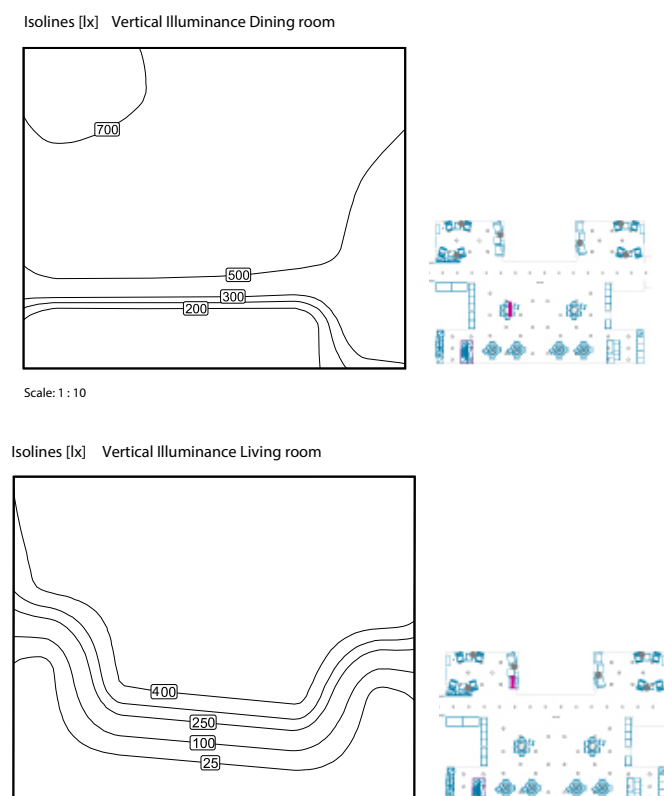 Isolines [lx] Vertical Illuminance Dining room
700
500
300
200
Scale: 1 : 10
Isolines [lx] Vertical Illuminance Living room
400
250
100
25